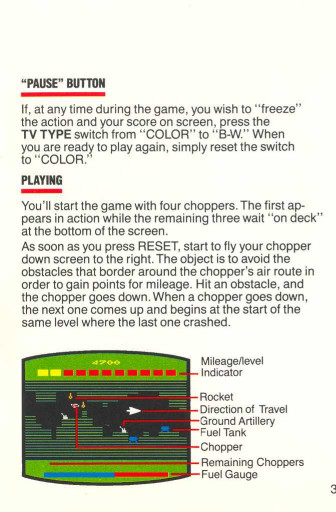 "PAUSE" BUTTON
If, at any time during the game, you wish to "freeze"
the action and your score on screen, press the
TV TYPE switch from "COLOR" to "B-W." When
you are ready to play again, simply reset the switch
to "COLOR."
PLAYING
You'll start the game with four choppers. The first ap-
pears in action while the remaining three wait "on deck"
at the bottom of the screen.
As soon as you press RESET, start to fly your chopper
down screen to the right. The object is to avoid the
obstacles that border around the chopper's air route in
order to gain points for mileage. Hit an obstacle, and
the chopper goes down. When a chopper goes down,
the next one comes up and begins at the start of the
same level where the last one crashed.
4700
Mileage/level
Indicator
Rocket
Direction of Travel
Ground Artillery
Fuel Tank
Chopper
Remaining Choppers
Fuel Gauge
3